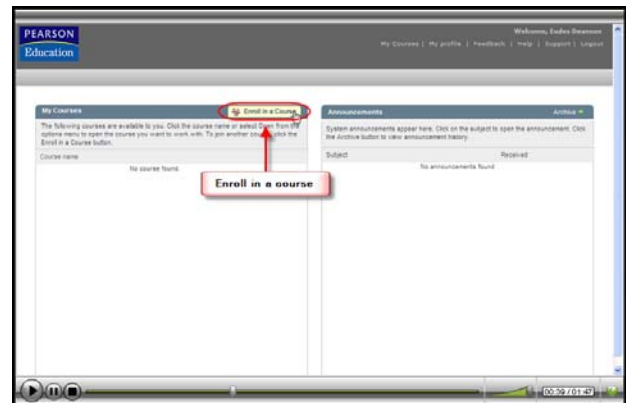 PEARSON
Education
Welcome, Eudes Deanson
My Courses | My profile | Feedback | Help | Support | Logout
My Courses
Enroll in a Course
The following courses are available to you. Click the course name or select Open from the
options menu to open the course you want to work with. To join another course click the
Enroll in a Course button.
Course name
No course found.
Enroll in a course
Announcements
Archive
System announcements appear here. Click on the subject to open the announcement. Click
the Archive button to view announcement history.
Subject
Received
No announcements found
00:39 / 01:47